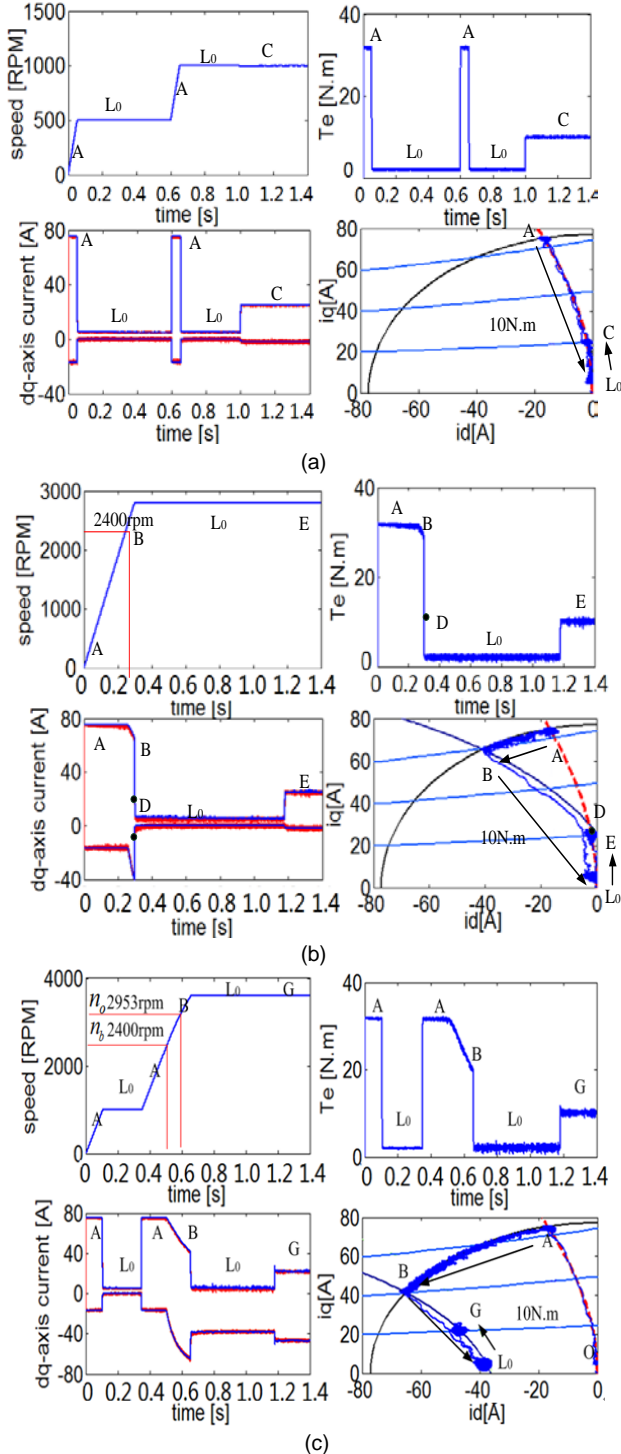 speed [RPM]
1500
1000
500
0
A
L0
A
L0
C
0 0.2 0.4 0.6 0.8 1.0 1.2 1.4
time [s]
Te [N.m]
40
20
0
A
L0
A
L0
C
0 0.2 0.4 0.6 0.8 1.0 1.2 1.4
time [s]
dq-axis current [A]
80
40
0
-40
A
L0
A
L0
C
0 0.2 0.4 0.6 0.8 1.0 1.2 1.4
time [s]
iq[A]
80
60
40
20
0
A
10N.m
C
L0
-80 -60 -40 -20 0
id[A]
(a)
speed [RPM]
3000
2000
1000
0
2400rpm
B
A
L0
E
0 0.2 0.4 0.6 0.8 1.0 1.2 1.4
time [s]
Te [N.m]
40
20
0
A
B
D
L0
E
0 0.2 0.4 0.6 0.8 1.0 1.2 1.4
time [s]
dq-axis current [A]
80
40
0
-40
A
B
D
L0
E
0 0.2 0.4 0.6 0.8 1.0 1.2 1.4
time [s]
iq[A]
80
60
40
20
0
A
B
10N.m
D
E
L0
-80 -60 -40 -20 0
id[A]
(b)
speed [RPM]
4000
2000
0
no 2953rpm
nb 2400rpm
B
A
L0
A
L0
G
0 0.2 0.4 0.6 0.8 1.0 1.2 1.4
time [s]
Te [N.m]
40
20
0
A
L0
A
B
L0
G
0 0.2 0.4 0.6 0.8 1.0 1.2 1.4
time [s]
dq-axis current [A]
80
40
0
-40
-80
A
L0
A
B
L0
G
0 0.2 0.4 0.6 0.8 1.0 1.2 1.4
time [s]
iq[A]
80
60
40
20
0
A
B
G
10N.m
L0
O
-80 -60 -40 -20 0
id[A]
(c)